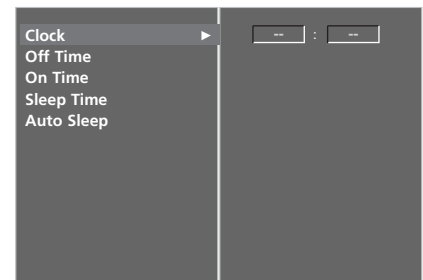 Clock ► -- : --
Off Time
On Time
Sleep Time
Auto Sleep